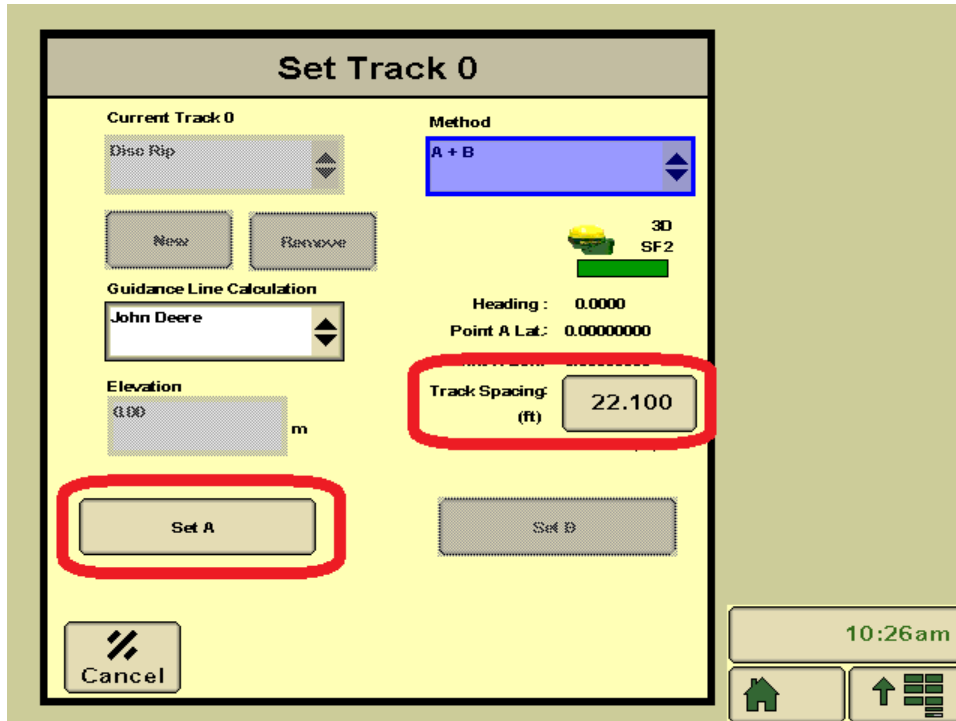 Set Track 0
Current Track 0
Method
Disc Rip
A + B
New
Remove
3D
SF2
Guidance Line Calculation
John Deere
Heading : 0.0000
Point A Lat.: 0.00000000
Elevation
0.00
m
Track Spacing:
(ft)
22.100
Set A
Set B
Cancel
10:26am